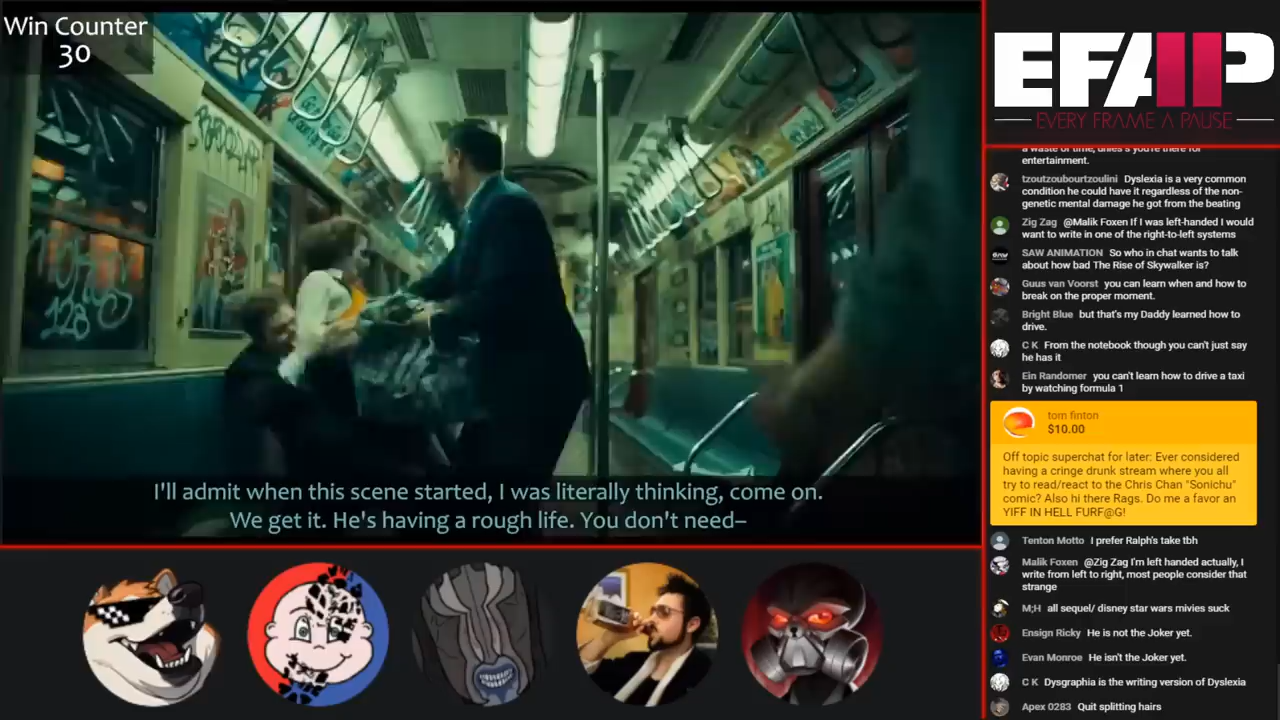 Win Counter
30
128
I'll admit when this scene started, I was literally thinking, come on.
We get it. He's having a rough life. You don't need–
EFAP
EVERY FRAME A PAUSE
a waste of time, unles's you're there for
entertainment.
tzoutzoubourtzoulini Dyslexia is a very common
condition he could have it regardless of the non-
genetic mental damage he got from the beating
Zig Zag @Malik Foxen If I was left-handed I would
want to write in one of the right-to-left systems
SAW ANIMATION So who in chat wants to talk
about how bad The Rise of Skywalker is?
Guus van Voorst you can learn when and how to
break on the proper moment.
Bright Blue but that's my Daddy learned how to
drive.
C K From the notebook though you can't just say
he has it
Ein Randomer you can't learn how to drive a taxi
by watching formula 1
tom finton
$10.00
Off topic superchat for later: Ever considered
having a cringe drunk stream where you all
try to read/react to the Chris Chan "Sonichu"
comic? Also hi there Rags. Do me a favor an
YIFF IN HELL FURF@G!
Tenton Motto I prefer Ralph's take tbh
Malik Foxen @Zig Zag I'm left handed actually, I
write from left to right, most people consider that
strange
M;H all sequel/ disney star wars mivies suck
Ensign Ricky He is not the Joker yet.
Evan Monroe He isn't the Joker yet.
C K Dysgraphia is the writing version of Dyslexia
Apex 0283 Quit splitting hairs